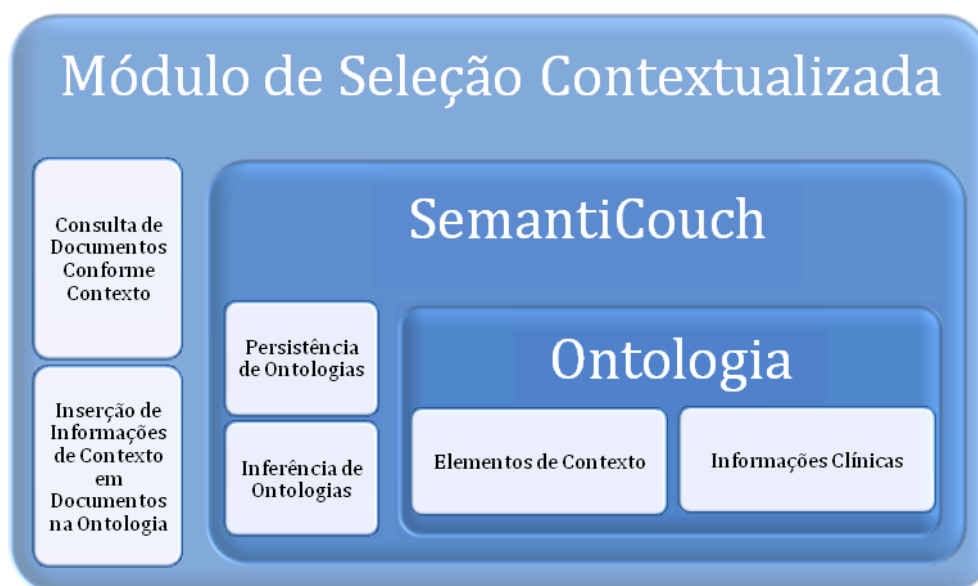 Módulo de Seleção Contextualizada
Consulta de
Documentos
Conforme
Contexto
Inserção de
Informações
de Contexto
em
Documentos
na Ontologia
SemantiCouch
Persistência
de Ontologias
Inferência de
Ontologias
Ontologia
Elementos de Contexto
Informações Clínicas